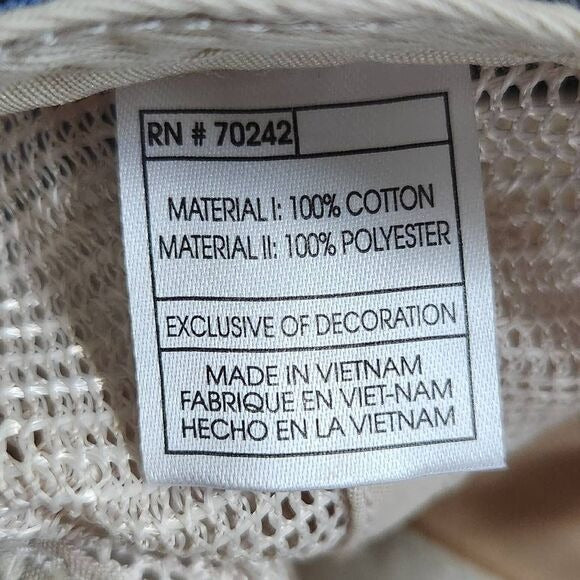 RN # 70242
MATERIAL I: 100% COTTON
MATERIAL II: 100% POLYESTER
EXCLUSIVE OF DECORATION
MADE IN VIETNAM
FABRIQUE EN VIET-NAM
HECHO EN LA VIETNAM